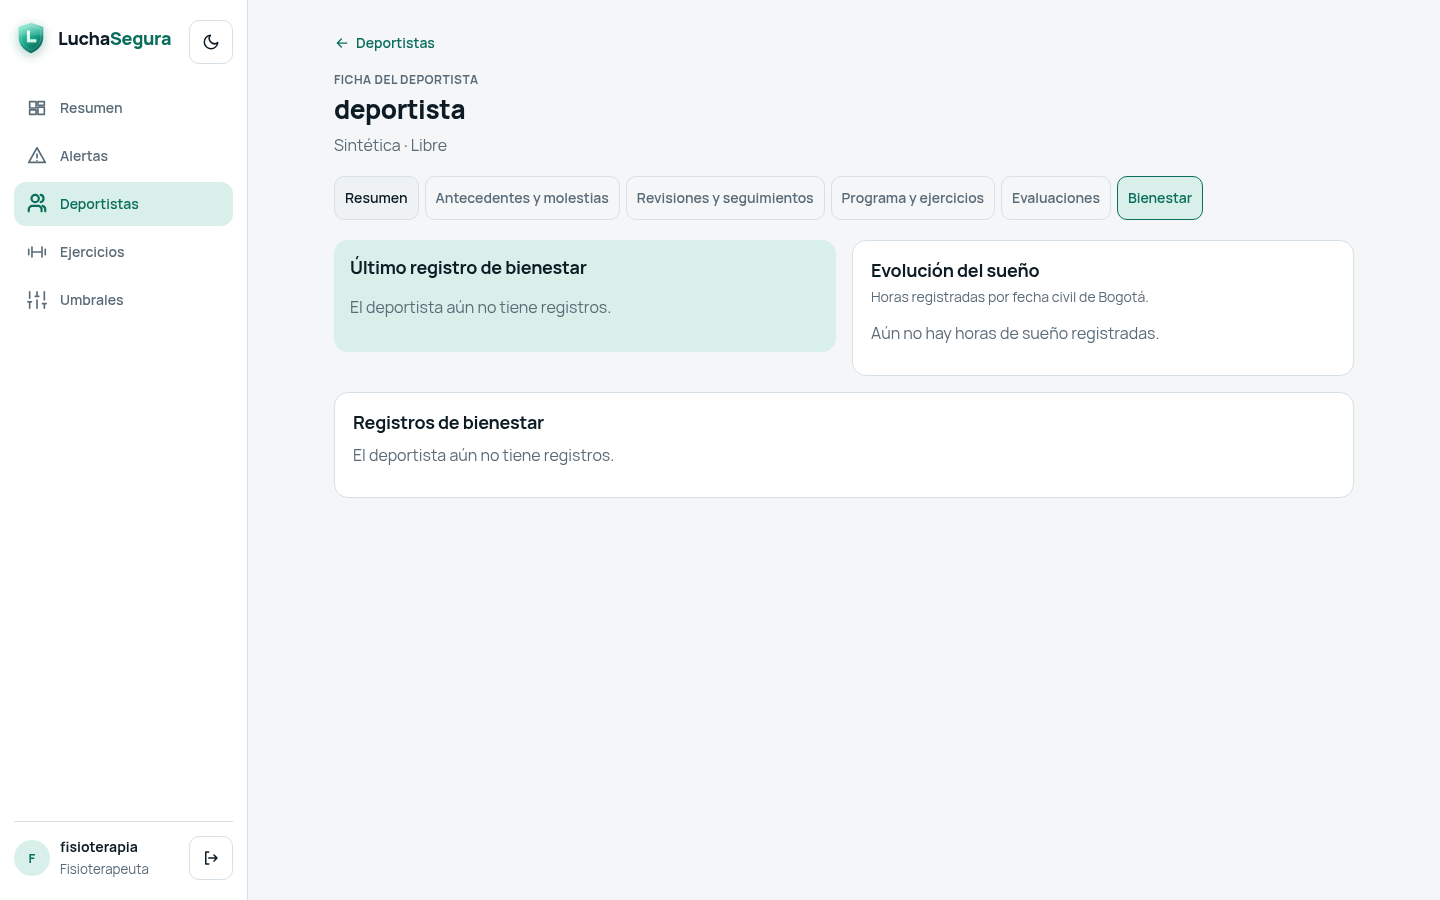 LuchaSegura
Resumen
Alertas
Deportistas
Ejercicios
Umbrales
F
fisioterapia
Fisioterapeuta
← Deportistas
FICHA DEL DEPORTISTA
deportista
Sintética · Libre
Resumen
Antecedentes y molestias
Revisiones y seguimientos
Programa y ejercicios
Evaluaciones
Bienestar
Último registro de bienestar
El deportista aún no tiene registros.
Evolución del sueño
Horas registradas por fecha civil de Bogotá.
Aún no hay horas de sueño registradas.
Registros de bienestar
El deportista aún no tiene registros.